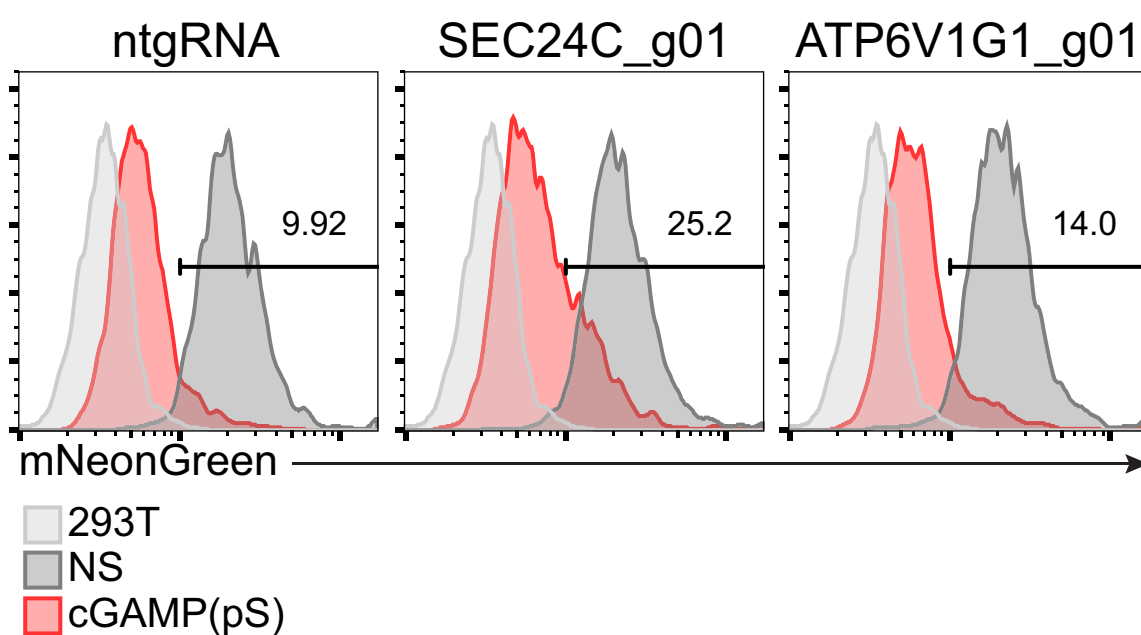 ntgRNA SEC24C_g01 ATP6V1G1_g01
9.92 25.2 14.0
mNeonGreen
293T
NS
cGAMP(pS)